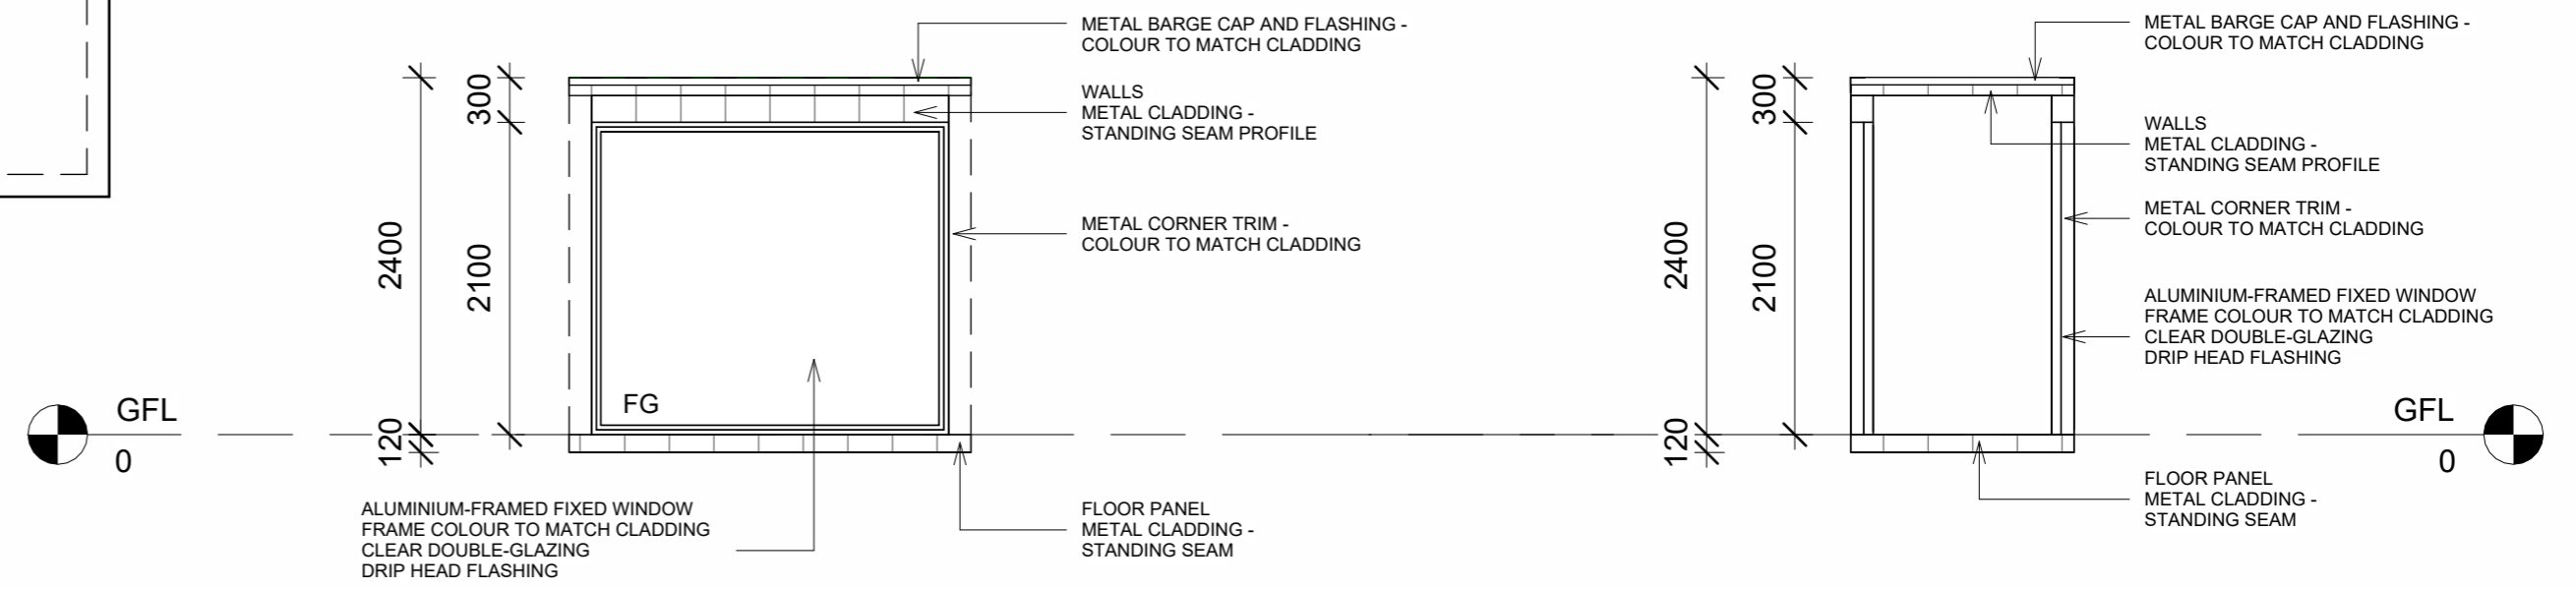 METAL BARGE CAP AND FLASHING -
COLOUR TO MATCH CLADDING
WALLS
METAL CLADDING -
STANDING SEAM PROFILE
METAL CORNER TRIM -
COLOUR TO MATCH CLADDING
300
2400
2100
120
FG
GFL
0
ALUMINIUM-FRAMED FIXED WINDOW
FRAME COLOUR TO MATCH CLADDING
CLEAR DOUBLE-GLAZING
DRIP HEAD FLASHING
FLOOR PANEL
METAL CLADDING -
STANDING SEAM
METAL BARGE CAP AND FLASHING -
COLOUR TO MATCH CLADDING
WALLS
METAL CLADDING -
STANDING SEAM PROFILE
METAL CORNER TRIM -
COLOUR TO MATCH CLADDING
ALUMINIUM-FRAMED FIXED WINDOW
FRAME COLOUR TO MATCH CLADDING
CLEAR DOUBLE-GLAZING
DRIP HEAD FLASHING
300
2400
2100
120
GFL
0
FLOOR PANEL
METAL CLADDING -
STANDING SEAM